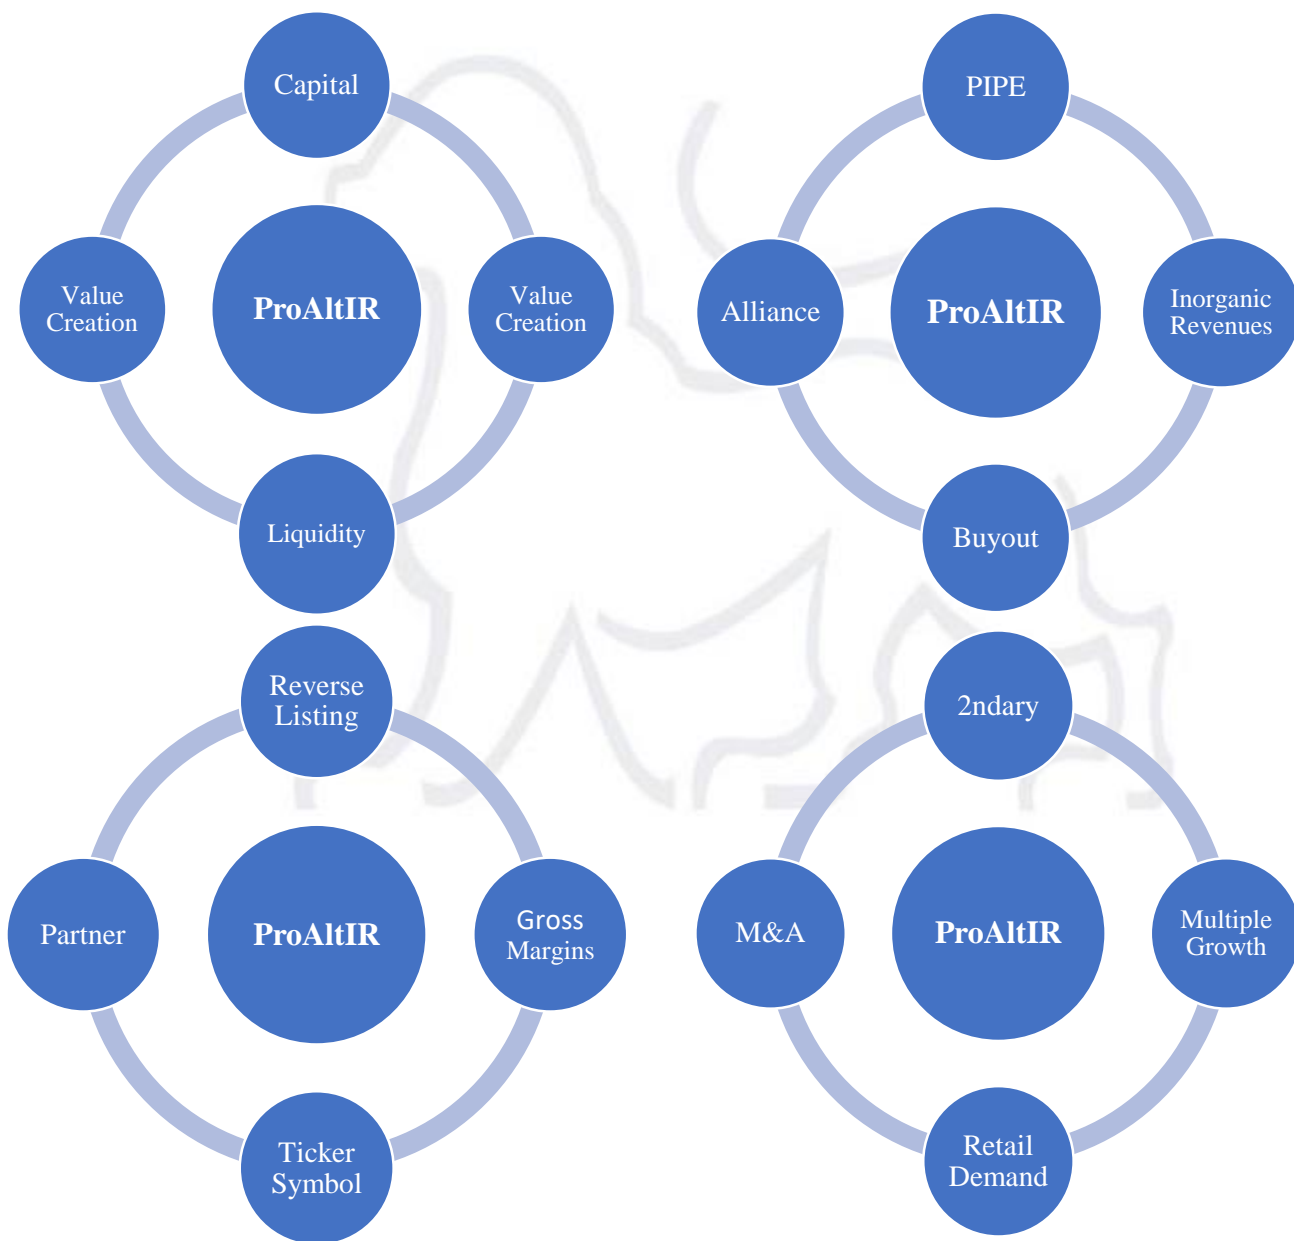 Capital
Value
Creation
ProAltIR
Value
Creation
Liquidity
PIPE
Alliance
ProAltIR
Inorganic
Revenues
Buyout
Reverse
Listing
Partner
ProAltIR
Gross
Margins
Ticker
Symbol
2ndary
M&A
ProAltIR
Multiple
Growth
Retail
Demand